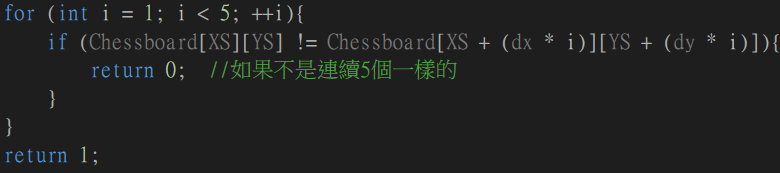 for (int i = 1; i < 5; ++i){
    if (Chessboard[XS][YS] != Chessboard[XS + (dx * i)][YS + (dy * i)]){
        return 0;  //如果不是連續5個一樣的
    }
}
return 1;